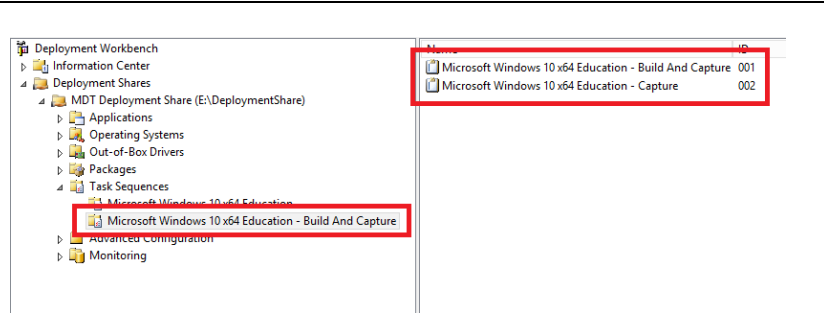 Deployment Workbench
Information Center
Deployment Shares
MDT Deployment Share (E:\DeploymentShare)
Applications
Operating Systems
Out-of-Box Drivers
Packages
Task Sequences
Microsoft Windows 10 x64 Education
Microsoft Windows 10 x64 Education - Build And Capture
Advanced Configuration
Monitoring
Name ID
Microsoft Windows 10 x64 Education - Build And Capture 001
Microsoft Windows 10 x64 Education - Capture 002